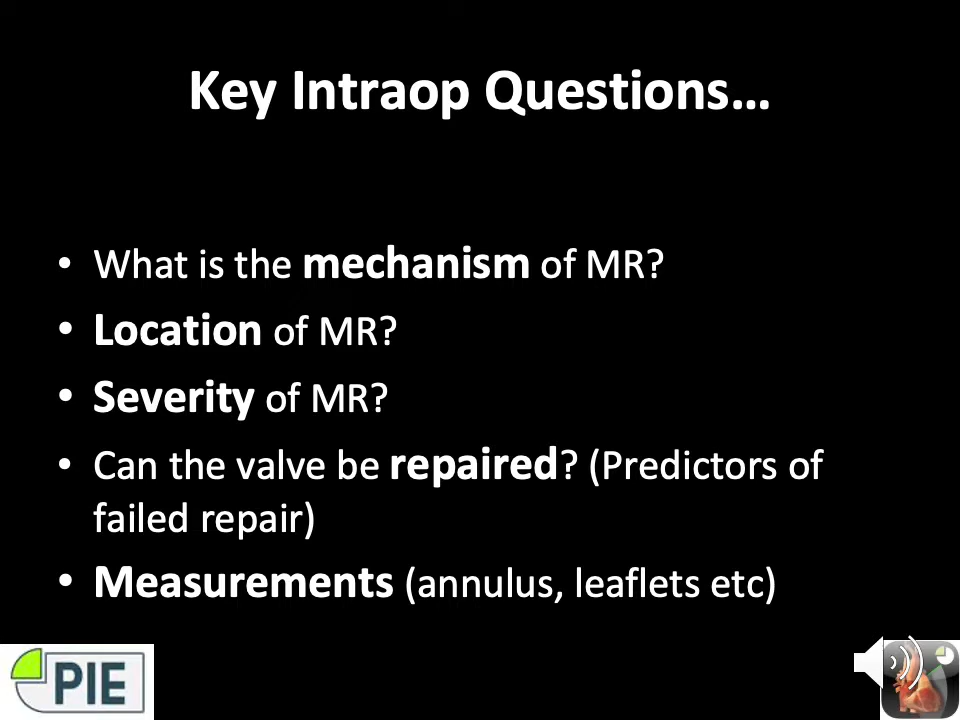 Key Intraop Questions…
• What is the mechanism of MR?
• Location of MR?
• Severity of MR?
• Can the valve be repaired? (Predictors of
failed repair)
• Measurements (annulus, leaflets etc)
PIE